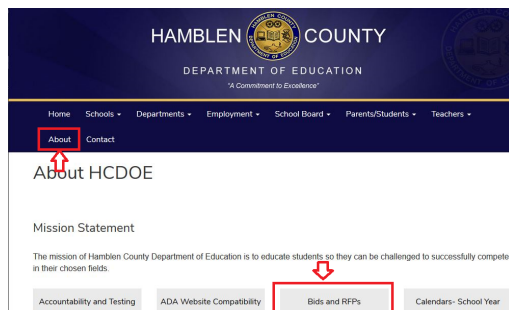 HAMBLEN COUNTY
DEPARTMENT OF EDUCATION
"A Commitment to Excellence"
Home Schools Departments Employment School Board Parents/Students Teachers
About Contact
About HCDOE
Mission Statement
The mission of Hamblen County Department of Education is to educate students so they can be challenged to successfully compete
in their chosen fields.
Accountability and Testing ADA Website Compatibility Bids and RFPs Calendars- School Year